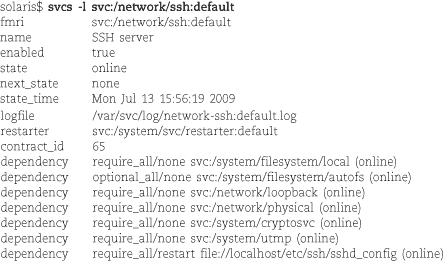 solaris$ svcs -l svc:/network/ssh:default
fmri svc:/network/ssh:default
name SSH server
enabled true
state online
next_state none
state_time Mon Jul 13 15:56:19 2009
logfile /var/svc/log/network-ssh:default.log
restarter svc:/system/svc/restarter:default
contract_id 65
dependency require_all/none svc:/system/filesystem/local (online)
dependency optional_all/none svc:/system/filesystem/autofs (online)
dependency require_all/none svc:/network/loopback (online)
dependency require_all/none svc:/network/physical (online)
dependency require_all/none svc:/system/cryptosvc (online)
dependency require_all/none svc:/system/utmp (online)
dependency require_all/restart file://localhost/etc/ssh/sshd_config (online)